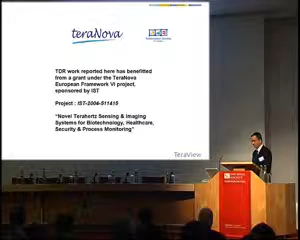 teraNova
TDR work reported here has benefitted
from a grant under the TeraNova
European Framework VI project,
sponsored by IST
Project : IST-2004-511415
"Novel Terahertz Sensing & Imaging
Systems for Biotechnology, Healthcare,
Security & Process Monitoring"
TeraView